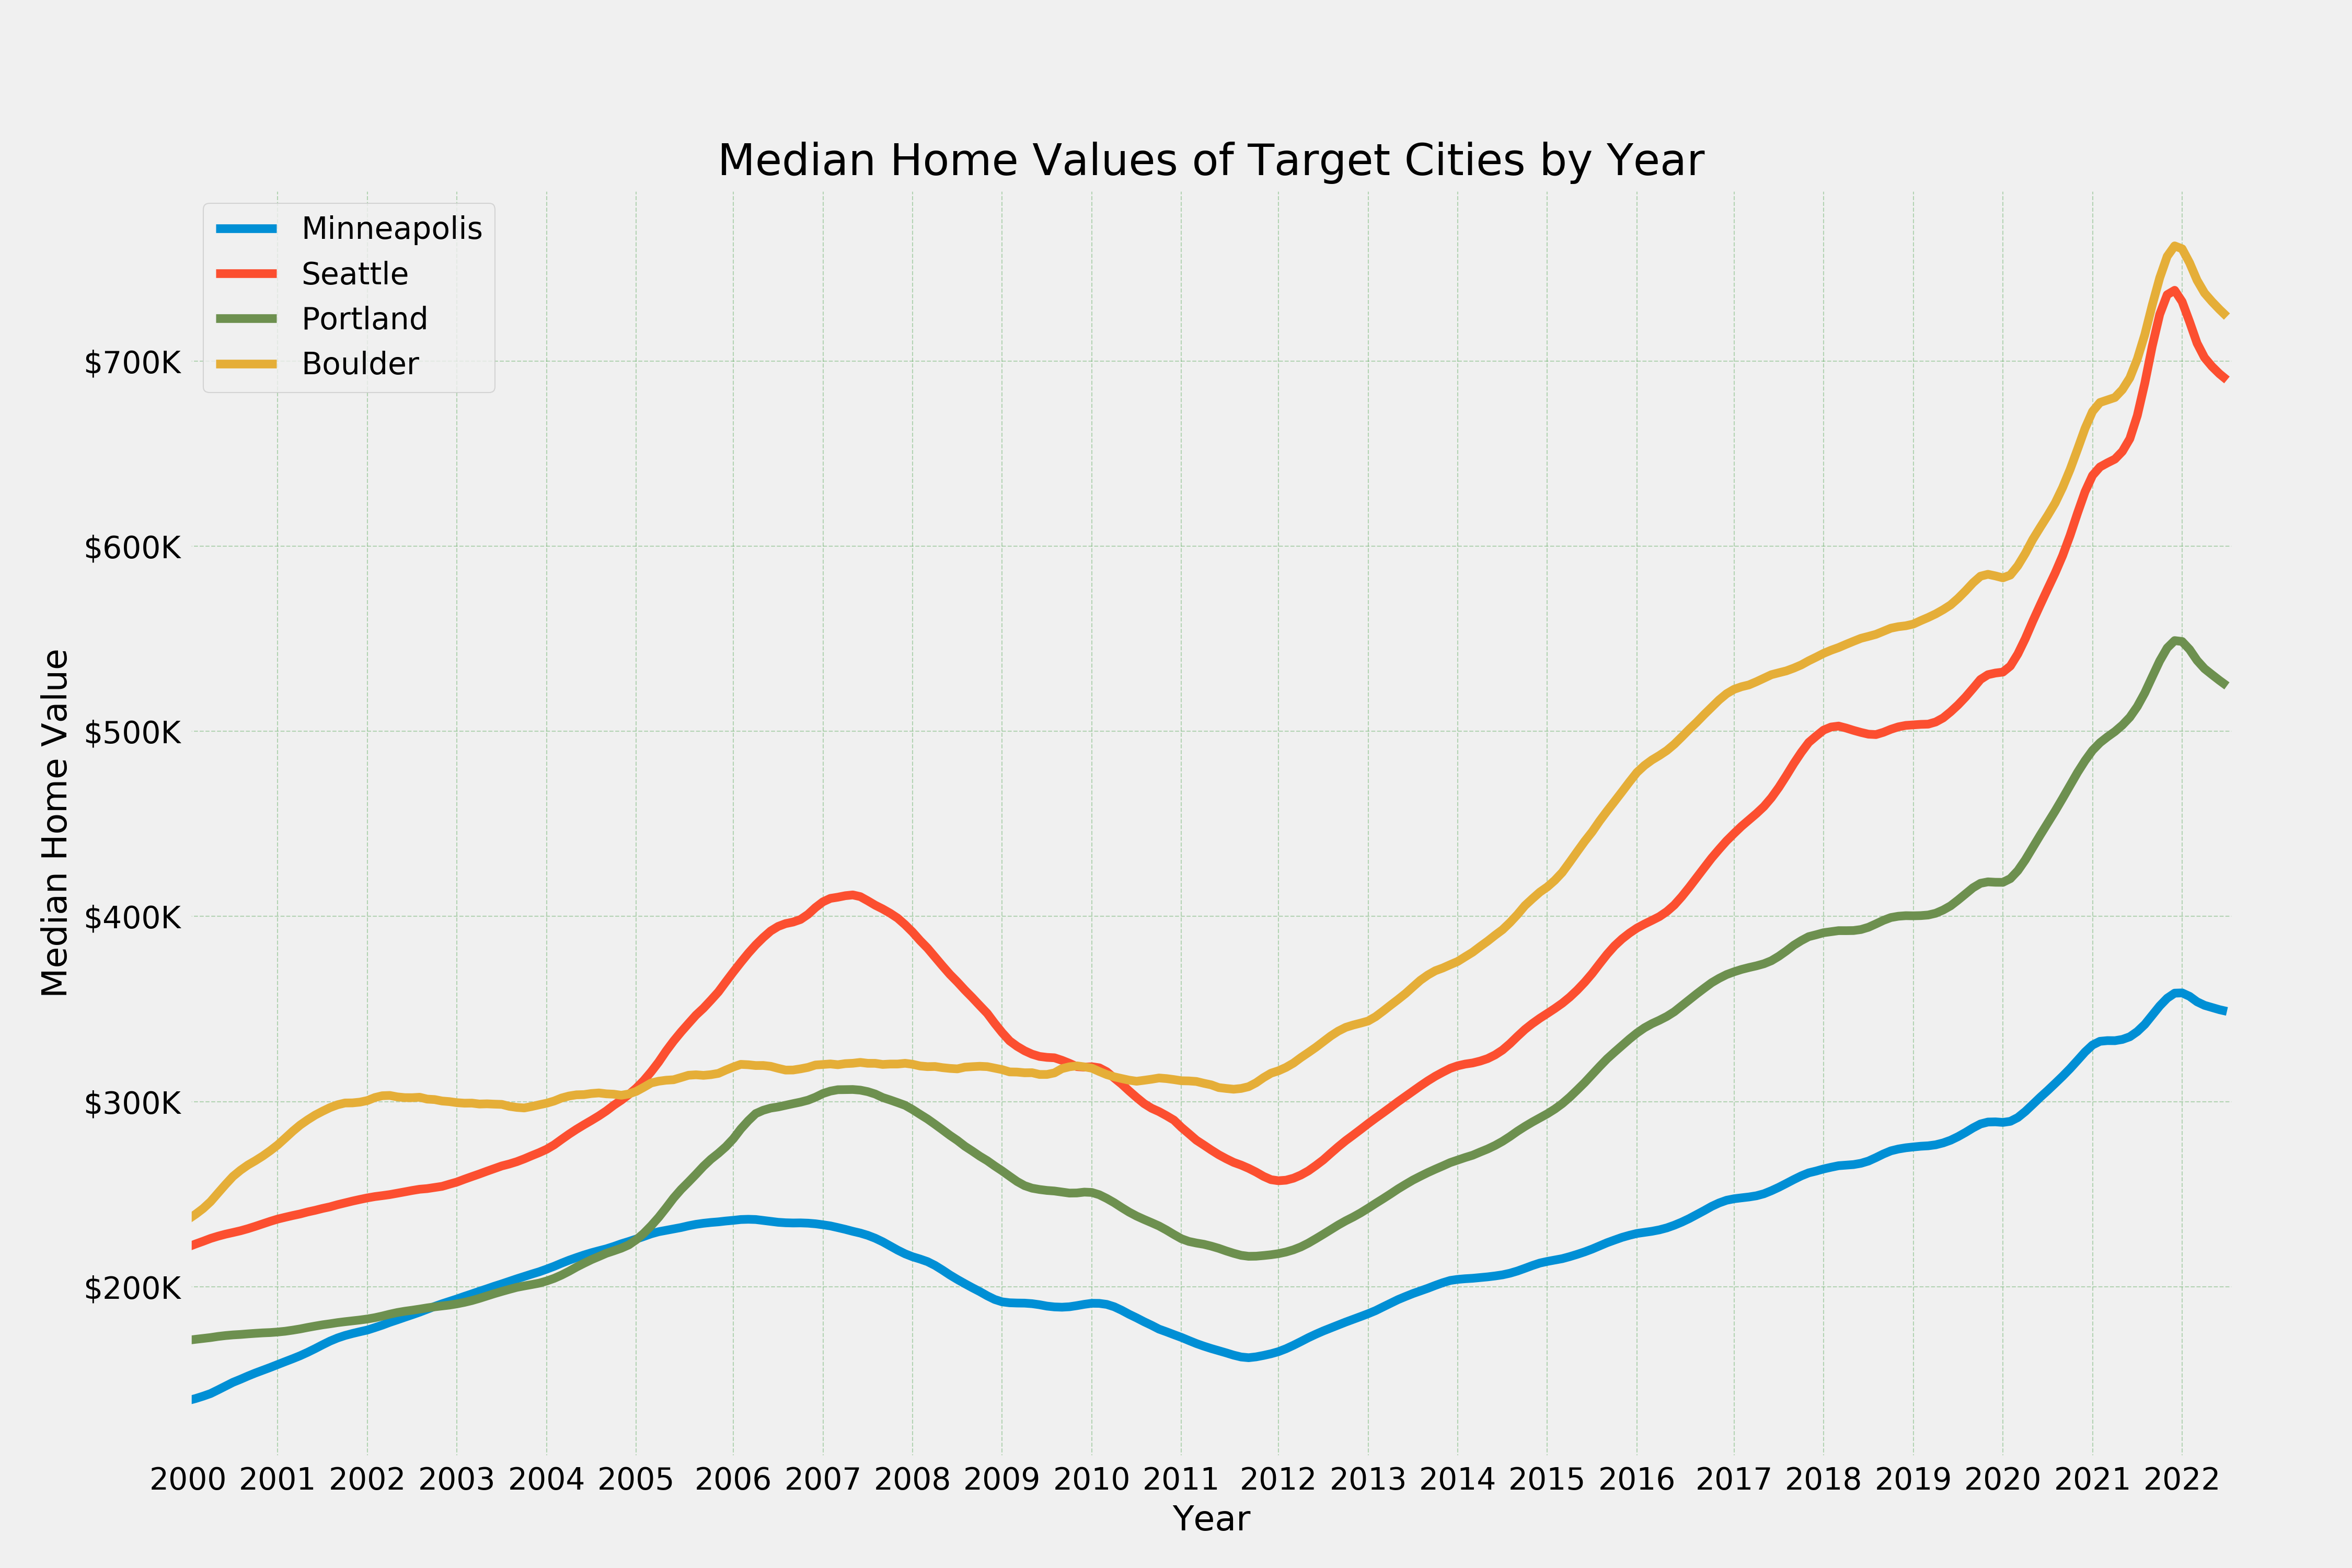 Median Home Values of Target Cities by Year
Minneapolis
Seattle
Portland
Boulder
$700K
$600K
$500K
$400K
$300K
$200K
Median Home Value
2000 2001 2002 2003 2004 2005 2006 2007 2008 2009 2010 2011 2012 2013 2014 2015 2016 2017 2018 2019 2020 2021 2022
Year